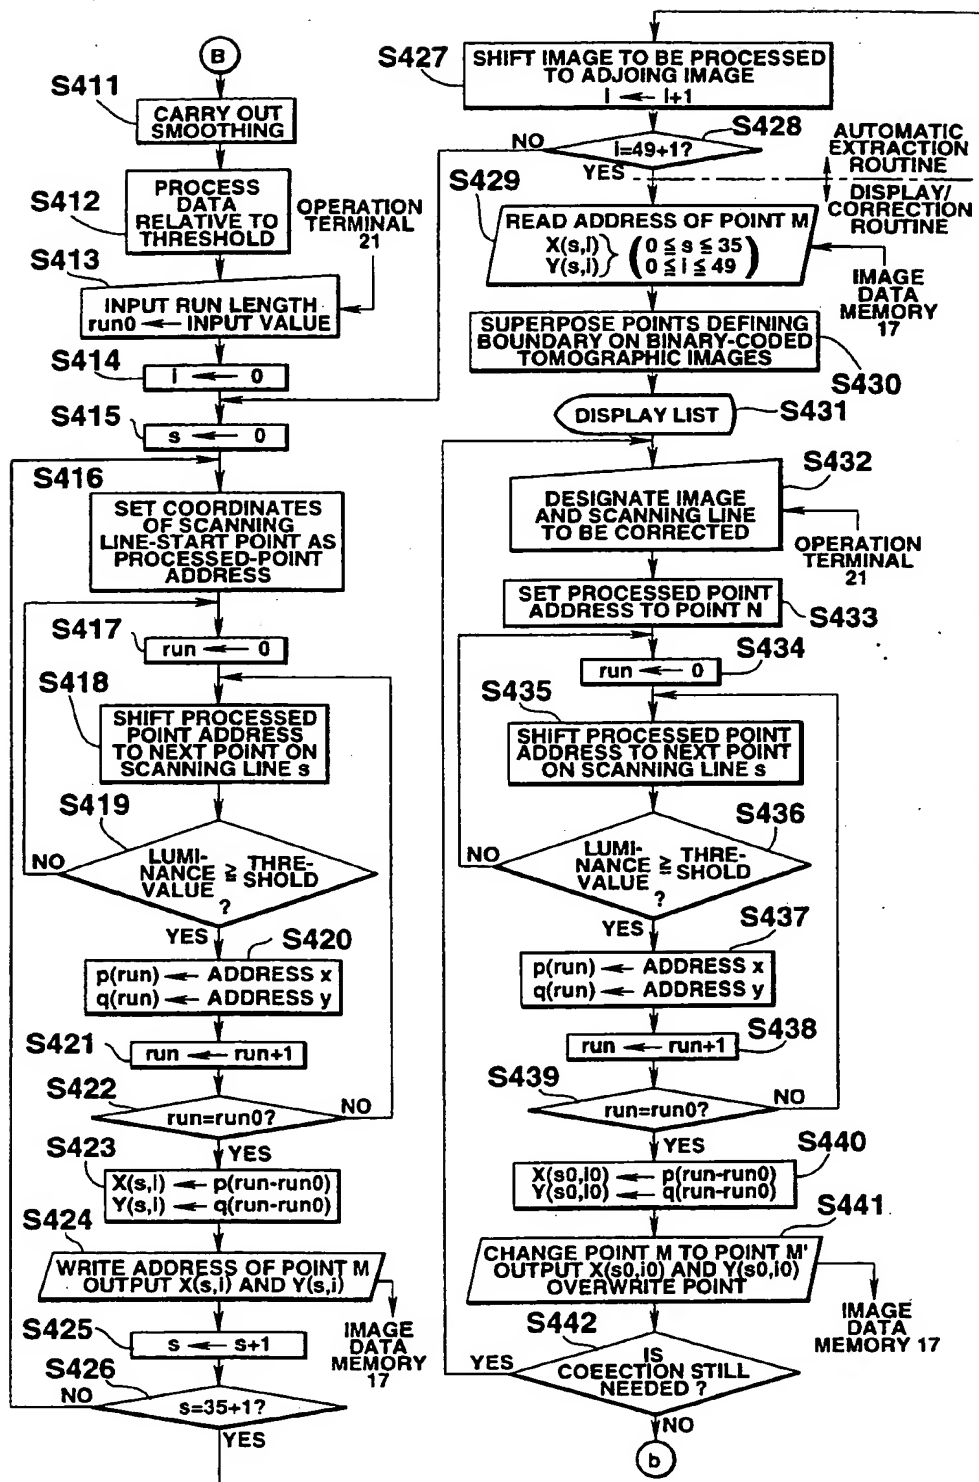 B
S411
CARRY OUT
SMOOTHING
S412
PROCESS
DATA
RELATIVE TO
THRESHOLD
OPERATION
TERMINAL
21
S413
INPUT RUN LENGTH
run0 ← INPUT VALUE
S414
i ← 0
S415
s ← 0
S416
SET COORDINATES
OF SCANNING
LINE-START POINT AS
PROCESSED-POINT
ADDRESS
S417
run ← 0
S418
SHIFT PROCESSED
POINT ADDRESS
TO NEXT POINT ON
SCANNING LINE s
S419
NO
LUMI-
NANCE
VALUE
≧
THRE-
SHOLD
?
YES
S420
p(run) ← ADDRESS x
q(run) ← ADDRESS y
S421
run ← run+1
S422
run=run0?
NO
YES
S423
X(s,i) ← p(run-run0)
Y(s,i) ← q(run-run0)
S424
WRITE ADDRESS OF POINT M
OUTPUT X(s,i) AND Y(s,i)
IMAGE
DATA
MEMORY
17
S425
s ← s+1
S426
NO
s=35+1?
YES
S427
SHIFT IMAGE TO BE PROCESSED
TO ADJOING IMAGE
i ← i+1
S428
NO
i=49+1?
YES
AUTOMATIC
EXTRACTION
ROUTINE
DISPLAY/
CORRECTION
ROUTINE
S429
READ ADDRESS OF POINT M
X(s,i)} (0 ≦ s ≦ 35)
Y(s,i)} (0 ≦ i ≦ 49)
IMAGE
DATA
MEMORY
17
SUPERPOSE POINTS DEFINING
BOUNDARY ON BINARY-CODED
TOMOGRAPHIC IMAGES
S430
DISPLAY LIST
S431
S432
DESIGNATE IMAGE
AND SCANNING LINE
TO BE CORRECTED
OPERATION
TERMINAL
21
SET PROCESSED POINT
ADDRESS TO POINT N
S433
S434
run ← 0
S435
SHIFT PROCESSED POINT
ADDRESS TO NEXT POINT
ON SCANNING LINE s
S436
NO
LUMI-
NANCE
VALUE
≧
THRE-
SHOLD
?
YES
S437
p(run) ← ADDRESS x
q(run) ← ADDRESS y
S438
run ← run+1
S439
run=run0?
NO
YES
S440
X(s0,i0) ← p(run-run0)
Y(s0,i0) ← q(run-run0)
S441
CHANGE POINT M TO POINT M'
OUTPUT X(s0,i0) AND Y(s0,i0)
OVERWRITE POINT
IMAGE
DATA
MEMORY 17
S442
YES
IS
COEECTION STILL
NEEDED ?
NO
b